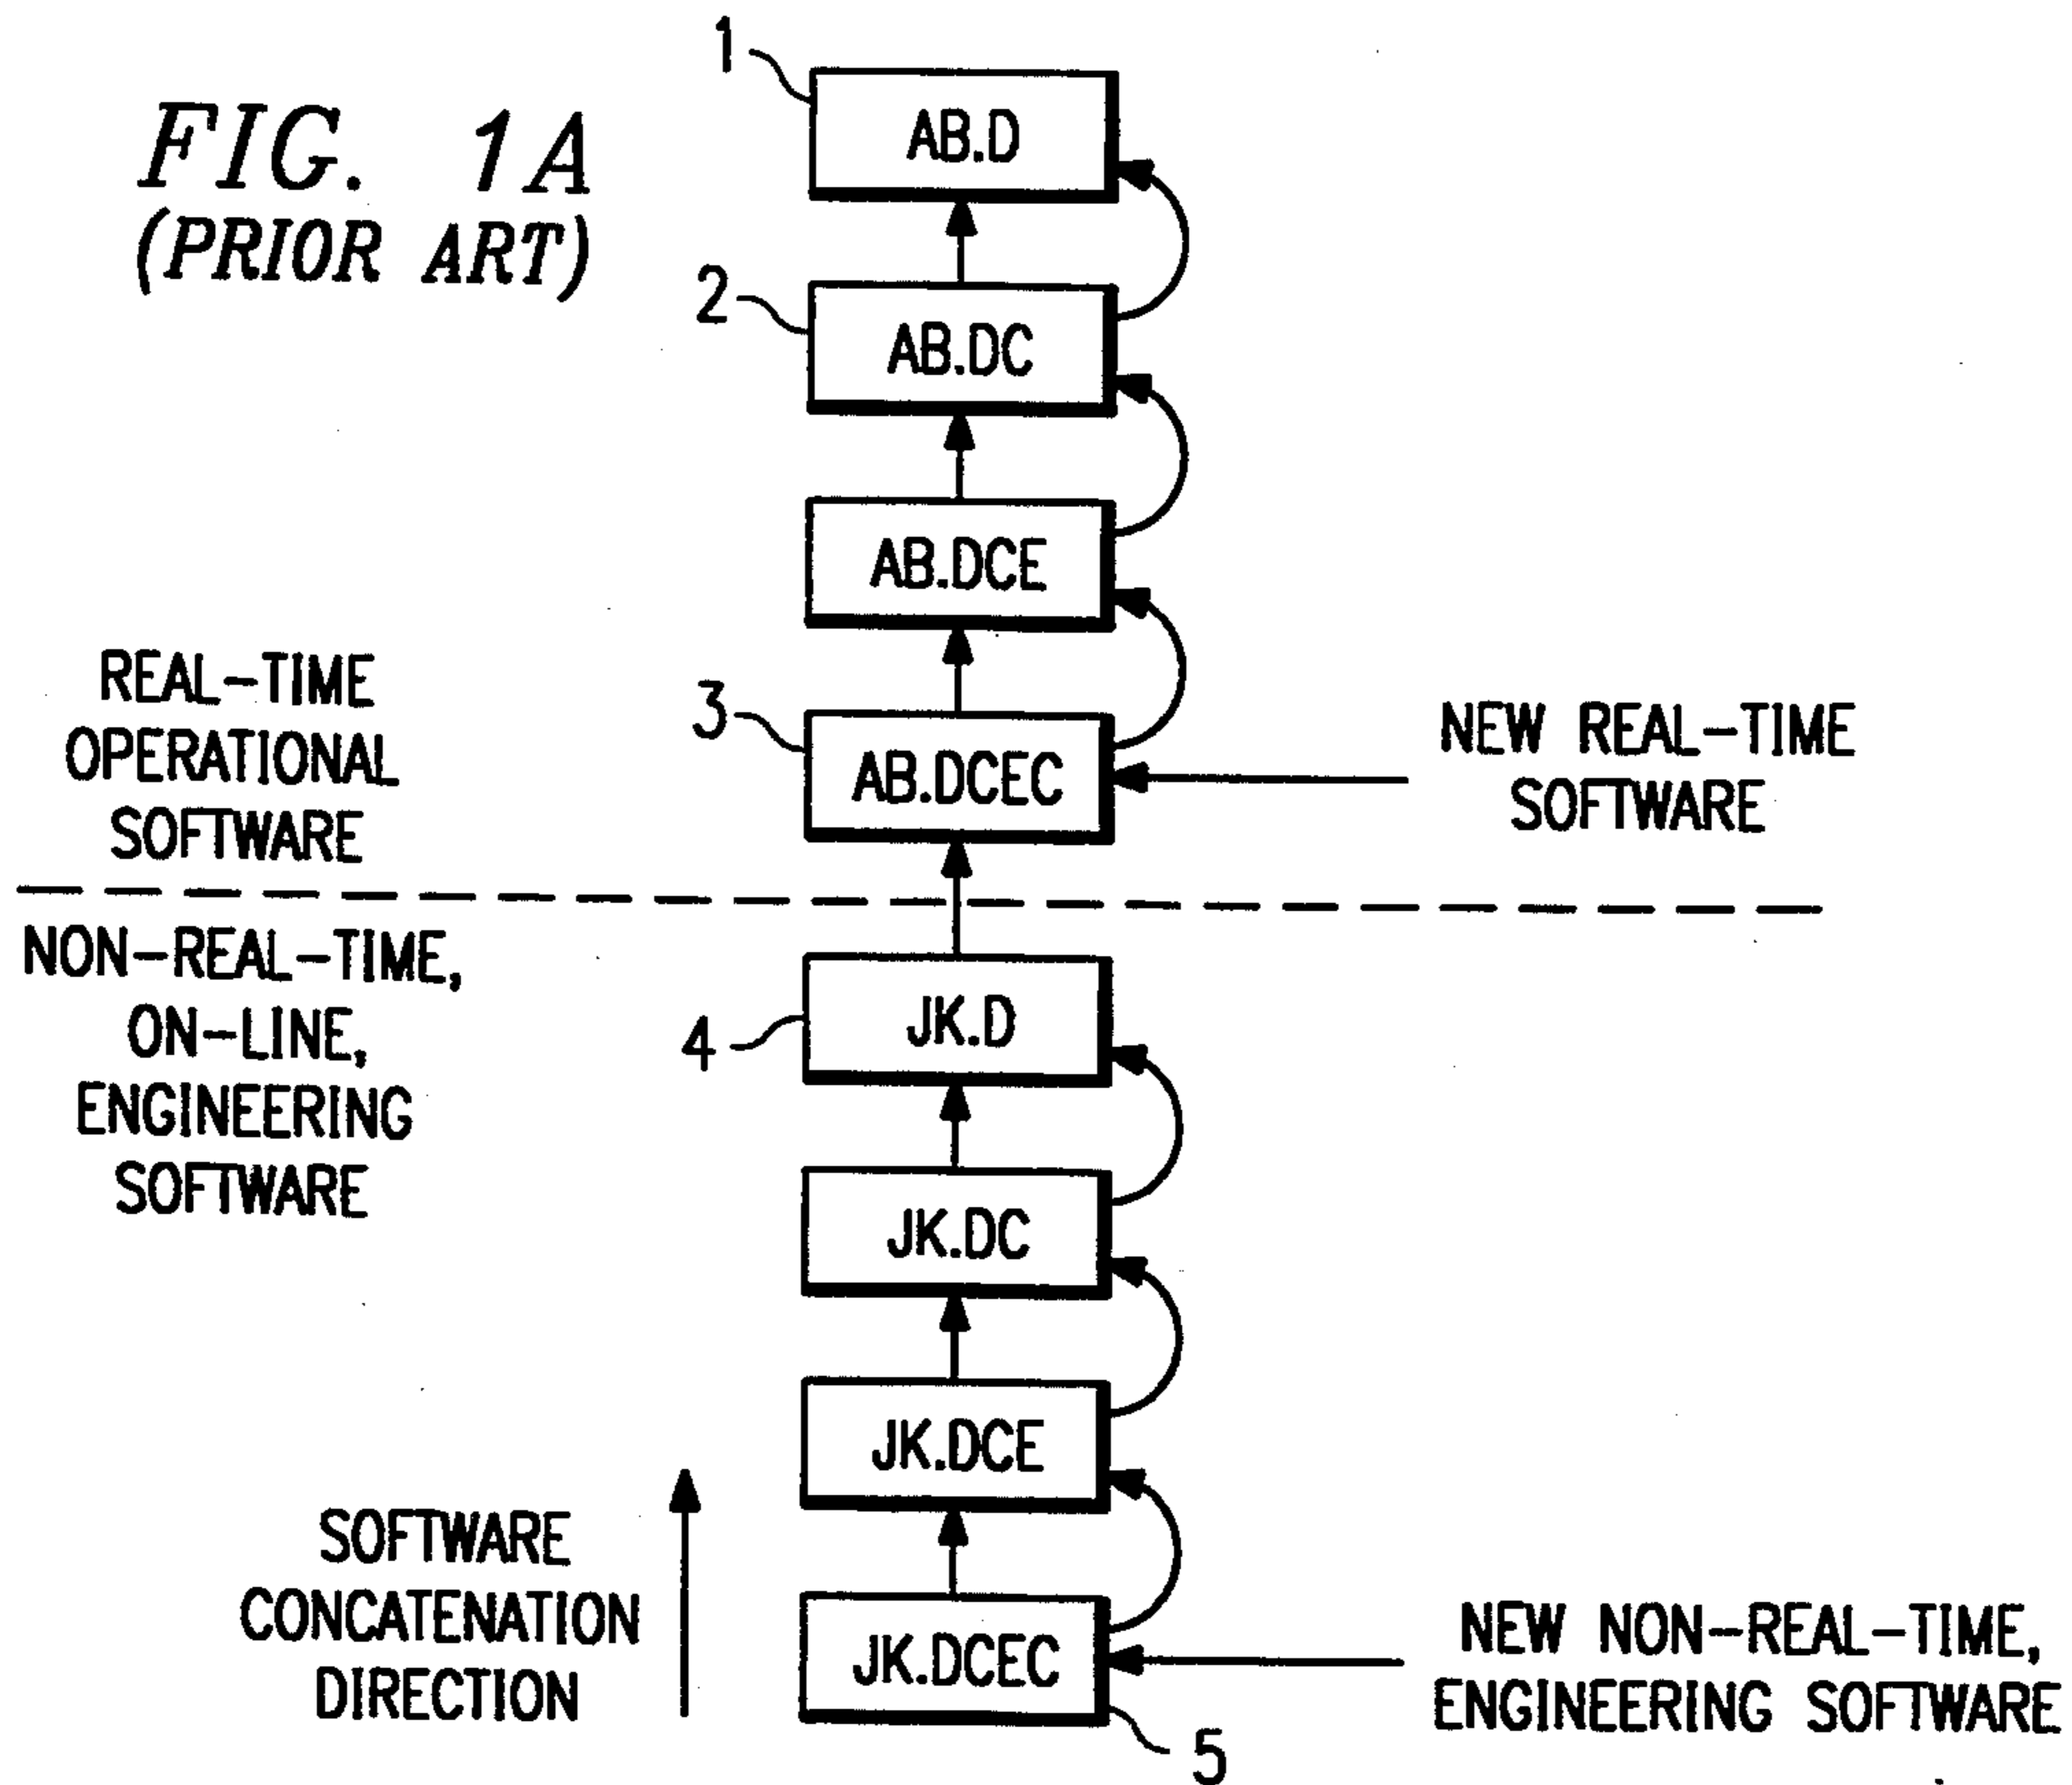 FIG. 1A
(PRIOR ART)
1
AB.D
2
AB.DC
AB.DCE
REAL-TIME
OPERATIONAL
SOFTWARE
3
AB.DCEC
NEW REAL-TIME
SOFTWARE
NON-REAL-TIME,
ON-LINE,
ENGINEERING
SOFTWARE
4
JK.D
JK.DC
JK.DCE
SOFTWARE
CONCATENATION
DIRECTION
JK.DCEC
5
NEW NON-REAL-TIME,
ENGINEERING SOFTWARE